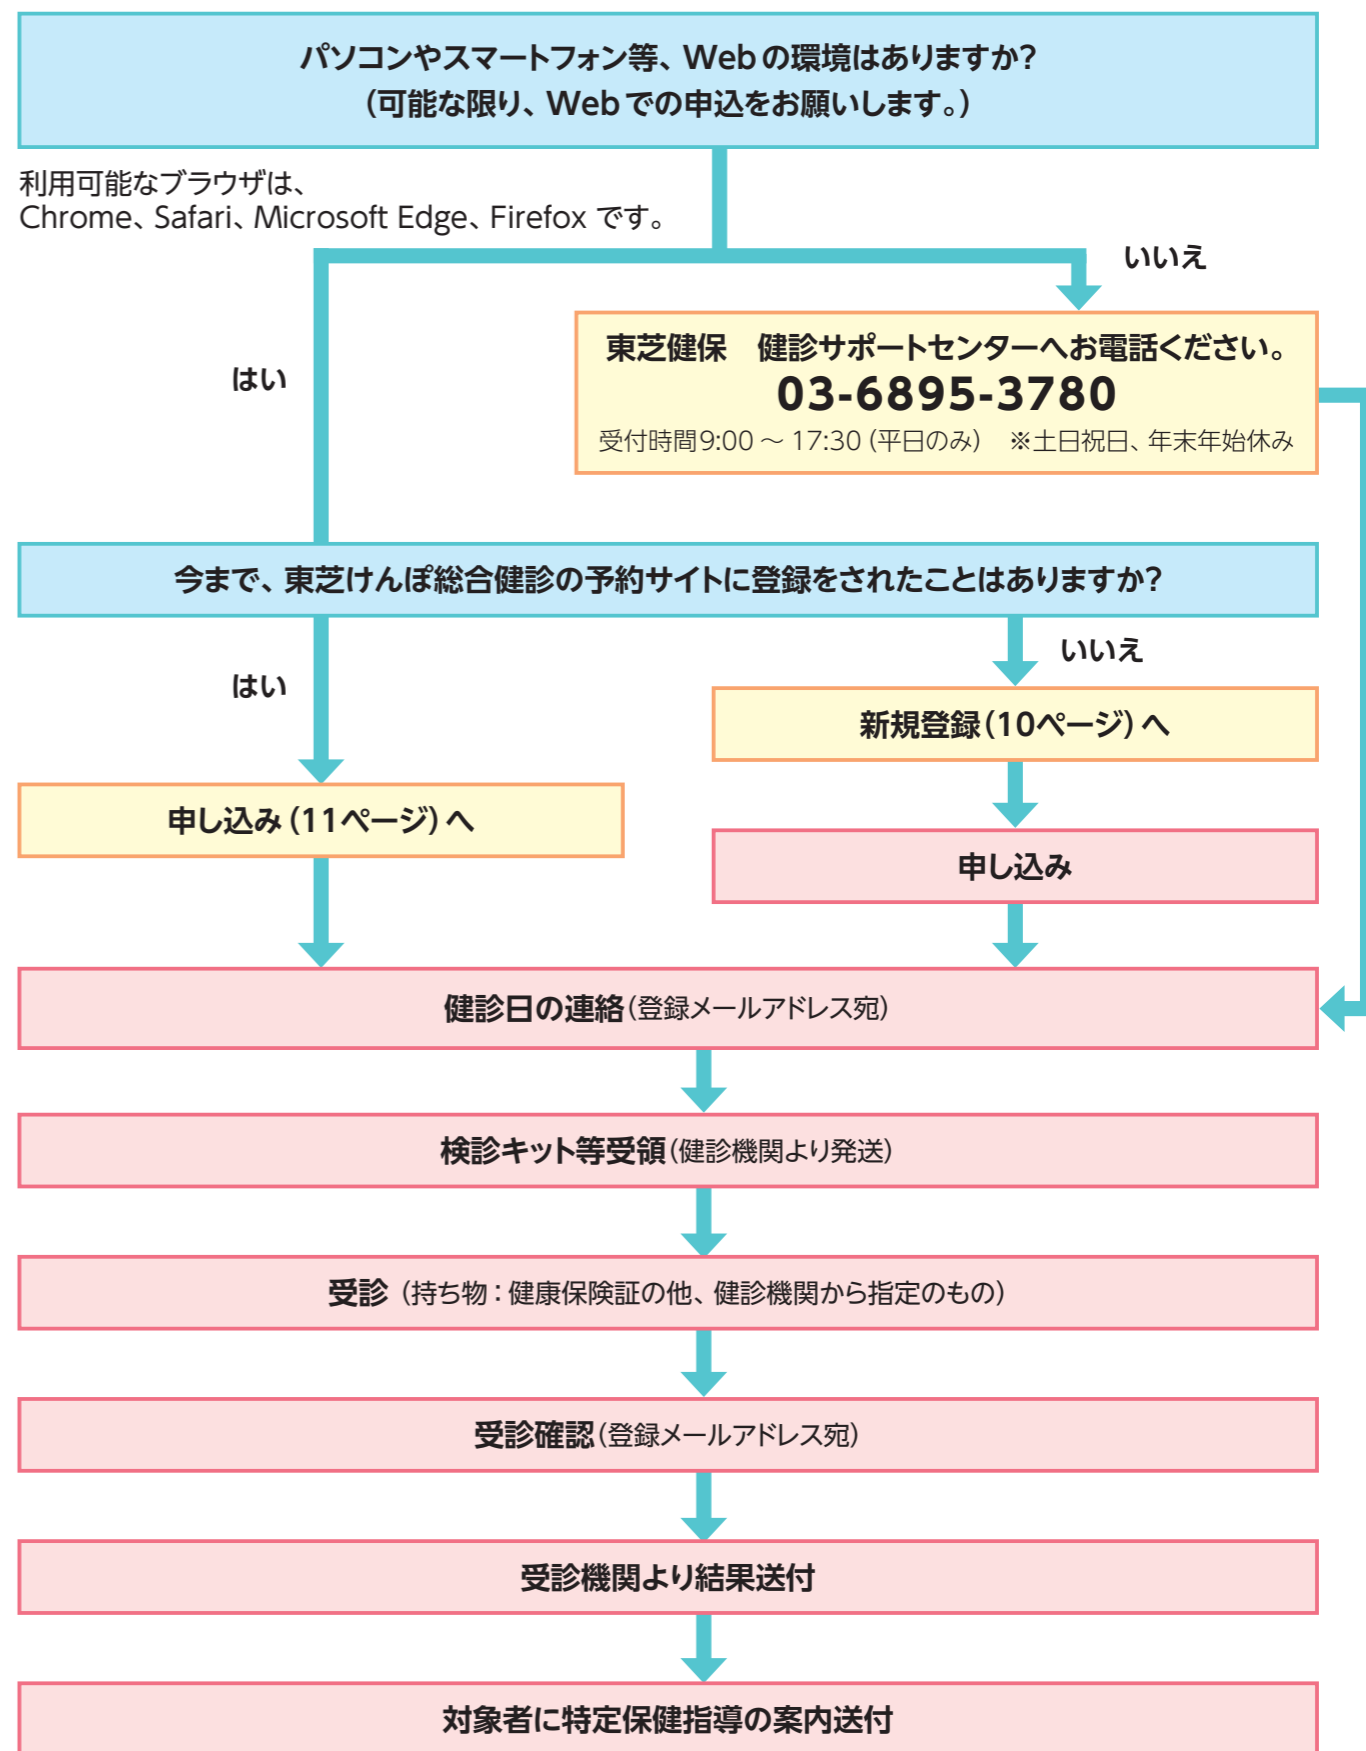 パソコンやスマートフォン等、Webの環境はありますか?
(可能な限り、Webでの申込をお願いします。)
利用可能なブラウザは、
Chrome、Safari、Microsoft Edge、Firefox です。
いいえ
東芝健保 健診サポートセンターへお電話ください。
03-6895-3780
受付時間9:00 ~ 17:30 (平日のみ) ※土日祝日、年末年始休み
はい
今まで、東芝けんぽ総合健診の予約サイトに登録をされたことはありますか?
いいえ
はい
新規登録(10ページ)へ
申し込み(11ページ)へ
申し込み
健診日の連絡(登録メールアドレス宛)
検診キット等受領(健診機関より発送)
受診 (持ち物:健康保険証の他、健診機関から指定のもの)
受診確認(登録メールアドレス宛)
受診機関より結果送付
対象者に特定保健指導の案内送付